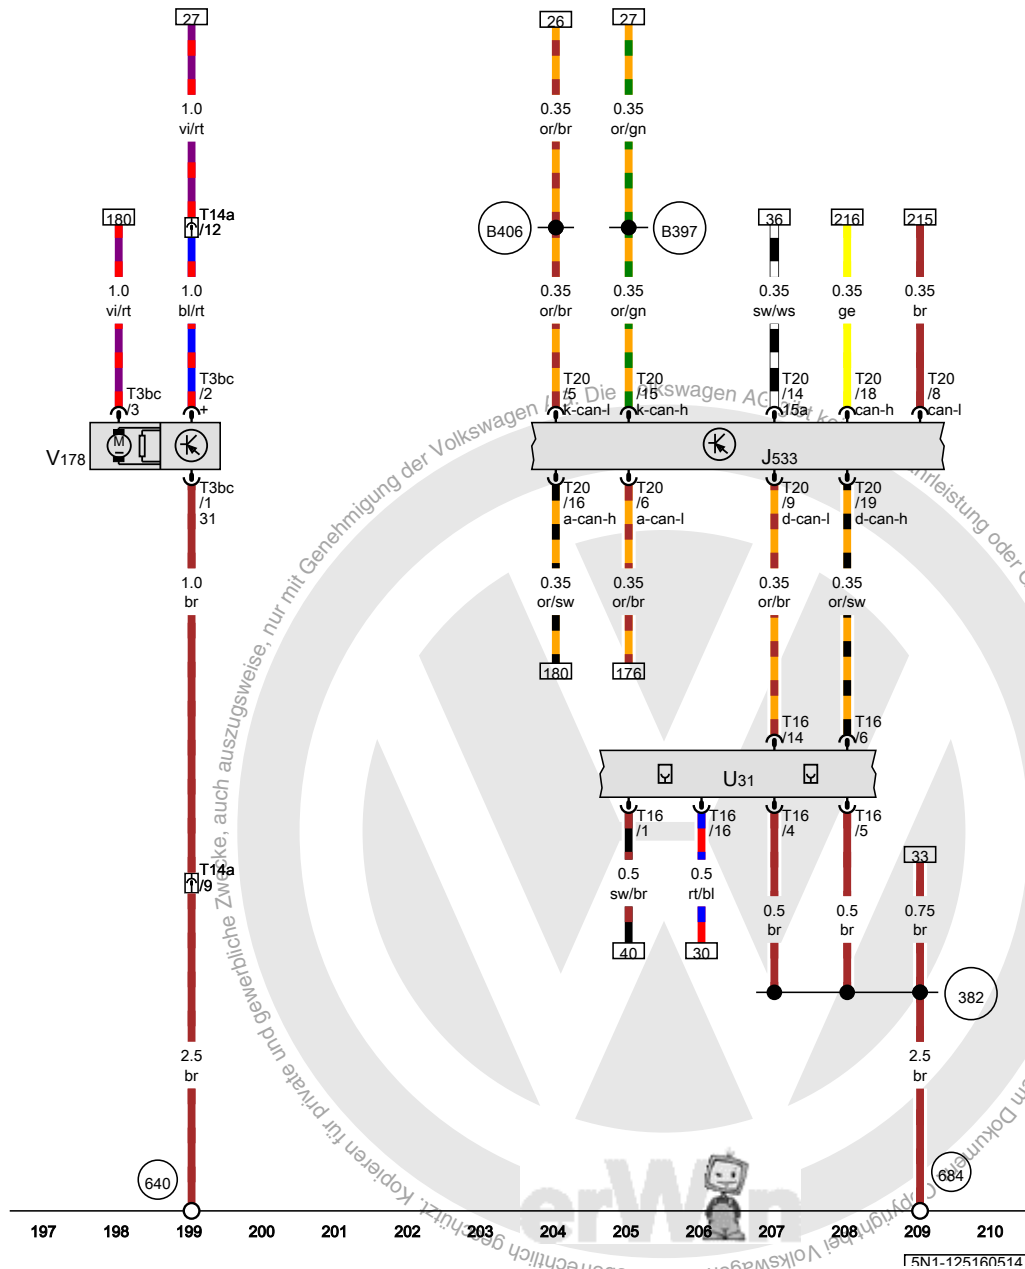 27
26
27
1.0
vi/rt
0.35
or/br
0.35
or/gn
T14a
/12
180
B406
B397
36
216
215
1.0
vi/rt
1.0
bl/rt
0.35
or/br
0.35
or/gn
0.35
sw/ws
0.35
ge
0.35
br
T3bc
/3
T3bc
/2
+
T20
/5
k-can-l
T20
/15
k-can-h
T20
/14
15a
T20
/18
can-h
T20
/8
can-l
V178
M
J533
T3bc
/1
31
T20
/16
a-can-h
T20
/6
a-can-l
T20
/9
d-can-l
T20
/19
d-can-h
1.0
br
0.35
or/sw
0.35
or/br
0.35
or/br
0.35
or/sw
180
176
T16
/14
T16
/6
U31
T16
/1
T16
/16
T16
/4
T16
/5
T14a
/9
0.5
sw/br
0.5
rt/bl
33
0.5
br
0.5
br
0.75
br
40
30
382
2.5
br
2.5
br
640
684
197 198 199 200 201 202 203 204 205 206 207 208 209 210
5N1-125160514
erWin